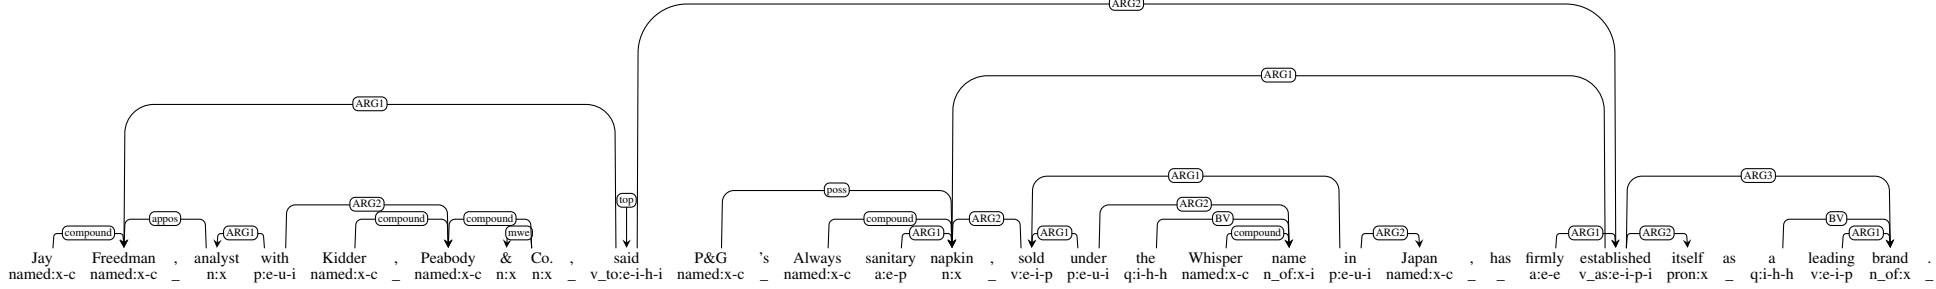 ARG2
ARG1
ARG1
ARG1 ARG3
poss
top
ARG2 ARG2
appos compound compound compound ARG2 BV BV
compound ARG1 mwe ARG1 ARG1 compound ARG2 ARG1 ARG2 ARG1
Jay Freedman , analyst with Kidder , Peabody & Co. , said P&G 's Always sanitary napkin , sold under the Whisper name in Japan , has firmly established itself as a leading brand .
named:x-c named:x-c _ n:x p:e-u-i named:x-c _ named:x-c n:x n:x _ v_to:e-i-h-i named:x-c _ named:x-c a:e-p n:x _ v:e-i-p p:e-u-i q:i-h-h named:x-c n_of:x-i p:e-u-i named:x-c _ _ a:e-e v_as:e-i-p-i pron:x _ q:i-h-h v:e-i-p n_of:x _